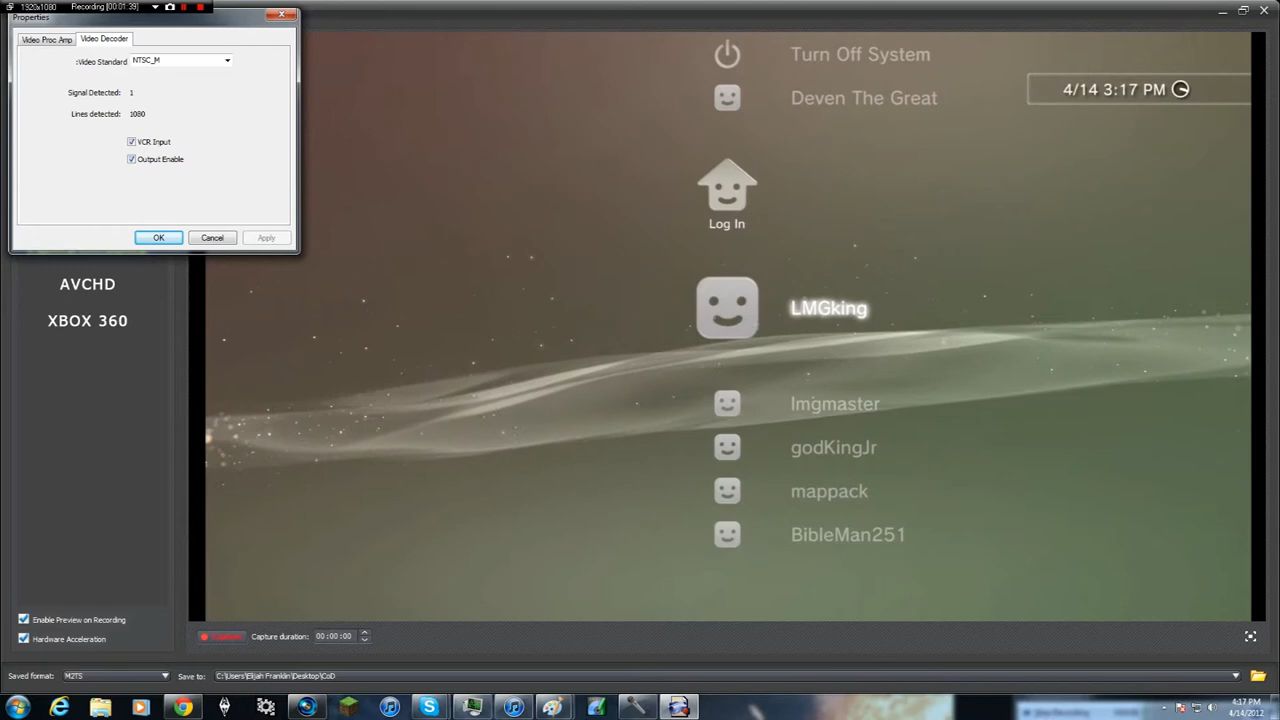 1920x1080 Recording [00:01:39]
Properties
Video Proc Amp Video Decoder
:Video Standard NTSC_M
Signal Detected: 1
Lines detected: 1080
VCR Input
Output Enable
OK Cancel Apply
AVCHD
XBOX 360
Turn Off System
Deven The Great
4/14 3:17 PM
Log In
LMGking
lmgmaster
godKingJr
mappack
BibleMan251
Enable Preview on Recording
Hardware Acceleration
Capture Capture duration: 00:00:00
Saved format: M2TS Save to: C:\Users\Elijah Franklin\Desktop\CoD
Stop Recording
4:17 PM
4/14/2012